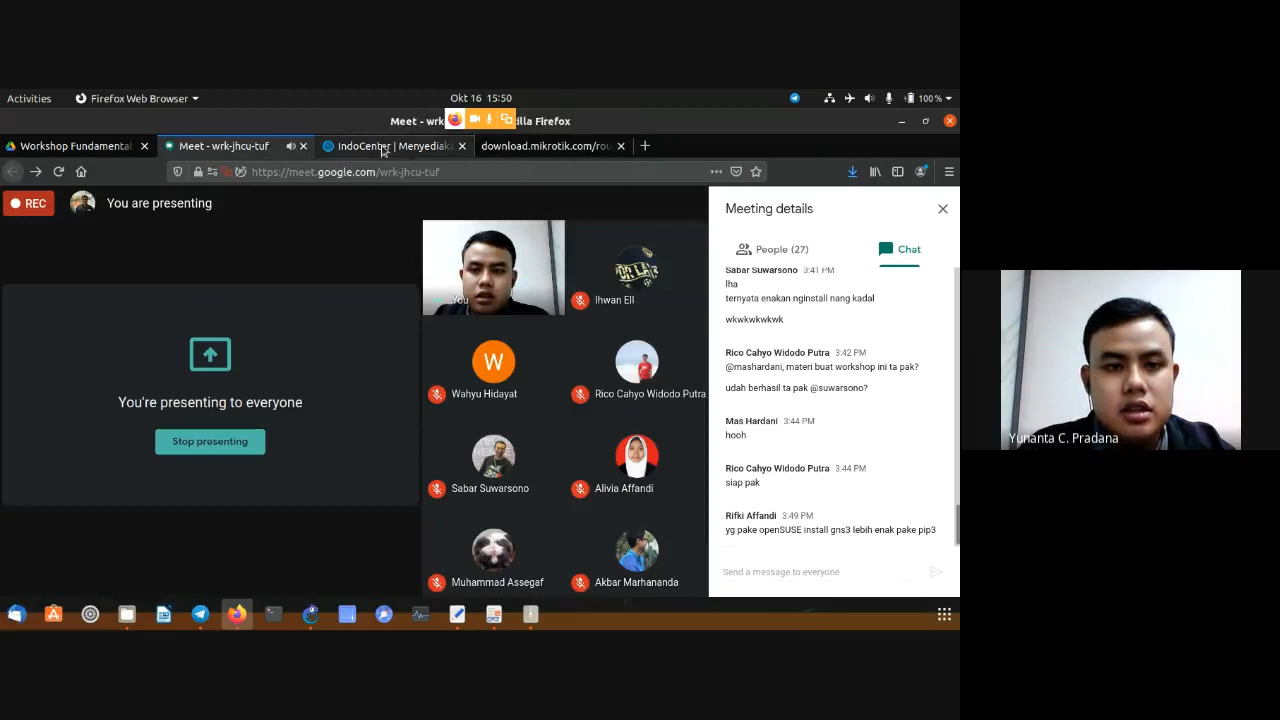 Activities
Firefox Web Browser
Okt 16 15:50
100 %
Meet - wrk
lla Firefox
Workshop Fundamental
Meet - wrk-jhcu-tuf
IndoCenter | Menyediaka
download.mikrotik.com/rou
https://meet.google.com/wrk-jhcu-tuf
REC
You are presenting
You're presenting to everyone
Stop presenting
You
Ihwan Ell
W
Wahyu Hidayat
Rico Cahyo Widodo Putra
Sabar Suwarsono
Alivia Affandi
Muhammad Assegaf
Akbar Marhananda
Meeting details
People (27)
Chat
Sabar Suwarsono 3:41 PM
lha
ternyata enakan nginstall nang kadal
wkwkwkwkwk
Rico Cahyo Widodo Putra 3:42 PM
@mashardani, materi buat workshop ini ta pak?
udah berhasil ta pak @suwarsono?
Mas Hardani 3:44 PM
hooh
Rico Cahyo Widodo Putra 3:44 PM
siap pak
Rifki Affandi 3:49 PM
yg pake openSUSE install gns3 lebih enak pake pip3
Send a message to everyone
Yunanta C. Pradana